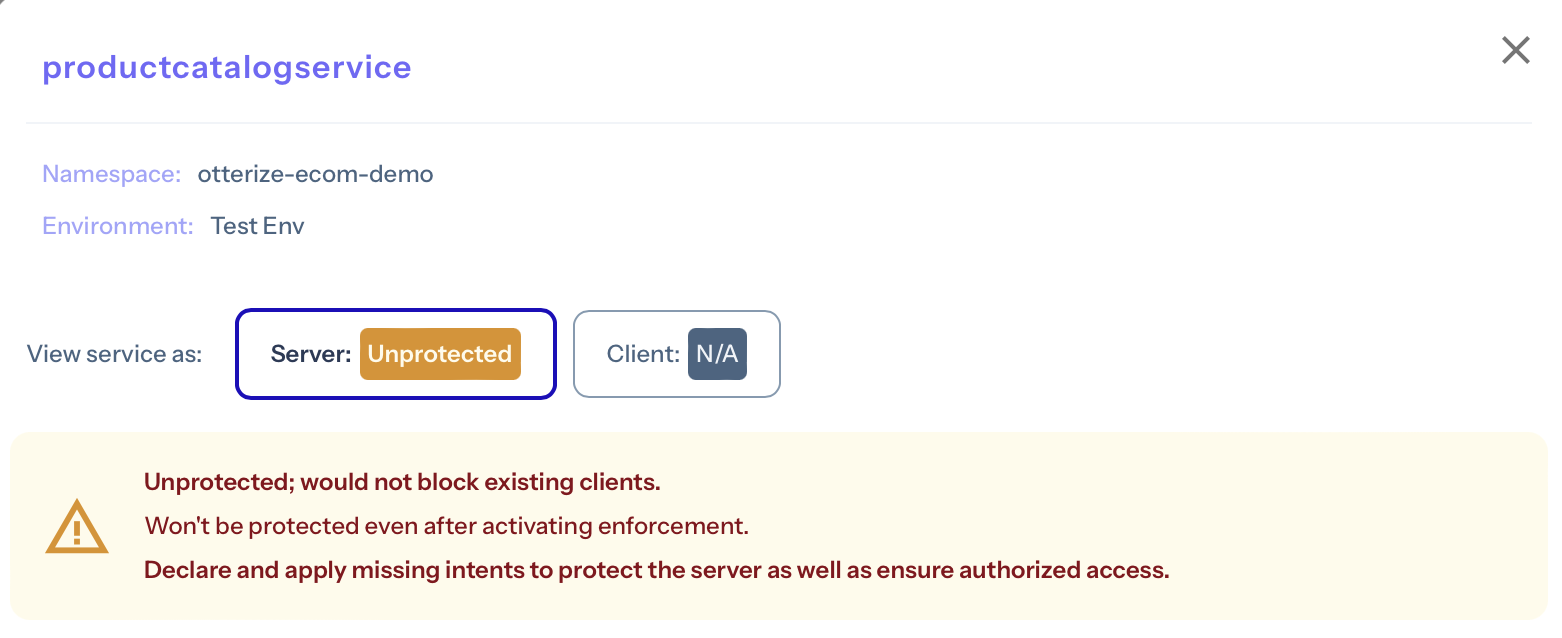 productcatalogservice
Namespace: otterize-ecom-demo
Environment: Test Env
View service as: Server: Unprotected Client: N/A
Unprotected; would not block existing clients.
Won't be protected even after activating enforcement.
Declare and apply missing intents to protect the server as well as ensure authorized access.